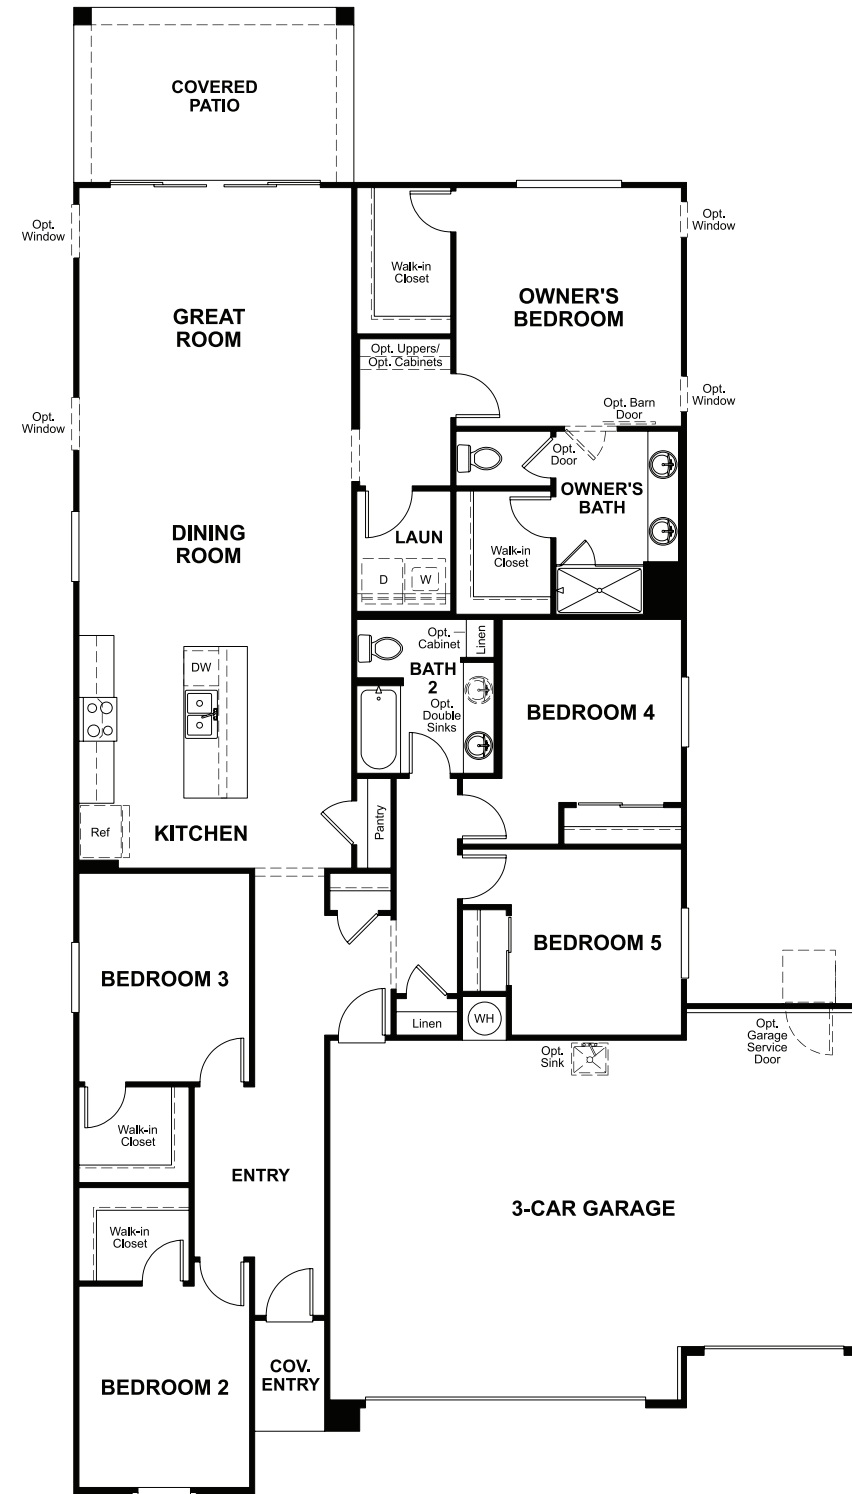 COVERED
PATIO
Opt.
Window
Opt.
Window
Walk-in
Closet
GREAT
ROOM
OWNER'S
BEDROOM
Opt. Uppers/
Opt. Cabinets
Opt.
Window
Opt.
Window
Opt. Barn
Door
Opt.
Door
OWNER'S
BATH
DINING
ROOM
LAUN
Walk-in
Closet
D
W
Opt.
Cabinet
Linen
DW
BATH
2
Opt.
Double
Sinks
BEDROOM 4
Ref
KITCHEN
Pantry
BEDROOM 3
BEDROOM 5
Linen
WH
Opt.
Sink
Opt.
Garage
Service
Door
Walk-in
Closet
ENTRY
3-CAR GARAGE
Walk-in
Closet
COV.
ENTRY
BEDROOM 2